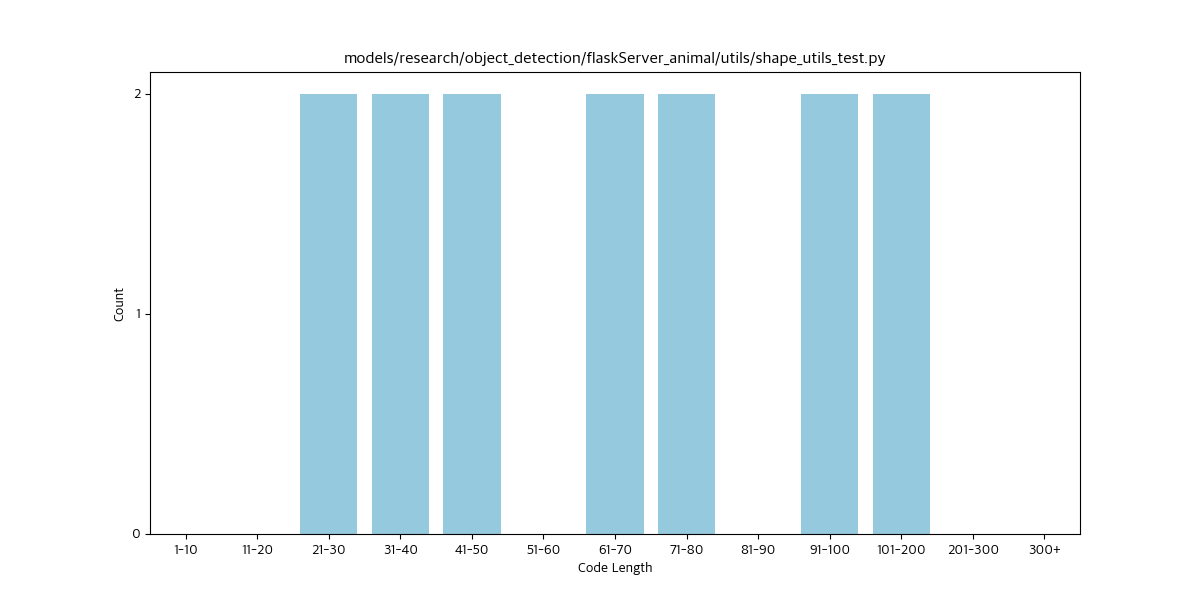 models/research/object_detection/flaskServer_animal/utils/shape_utils_test.py
Count
2
1
0
1-10 11-20 21-30 31-40 41-50 51-60 61-70 71-80 81-90 91-100 101-200 201-300 300+
Code Length